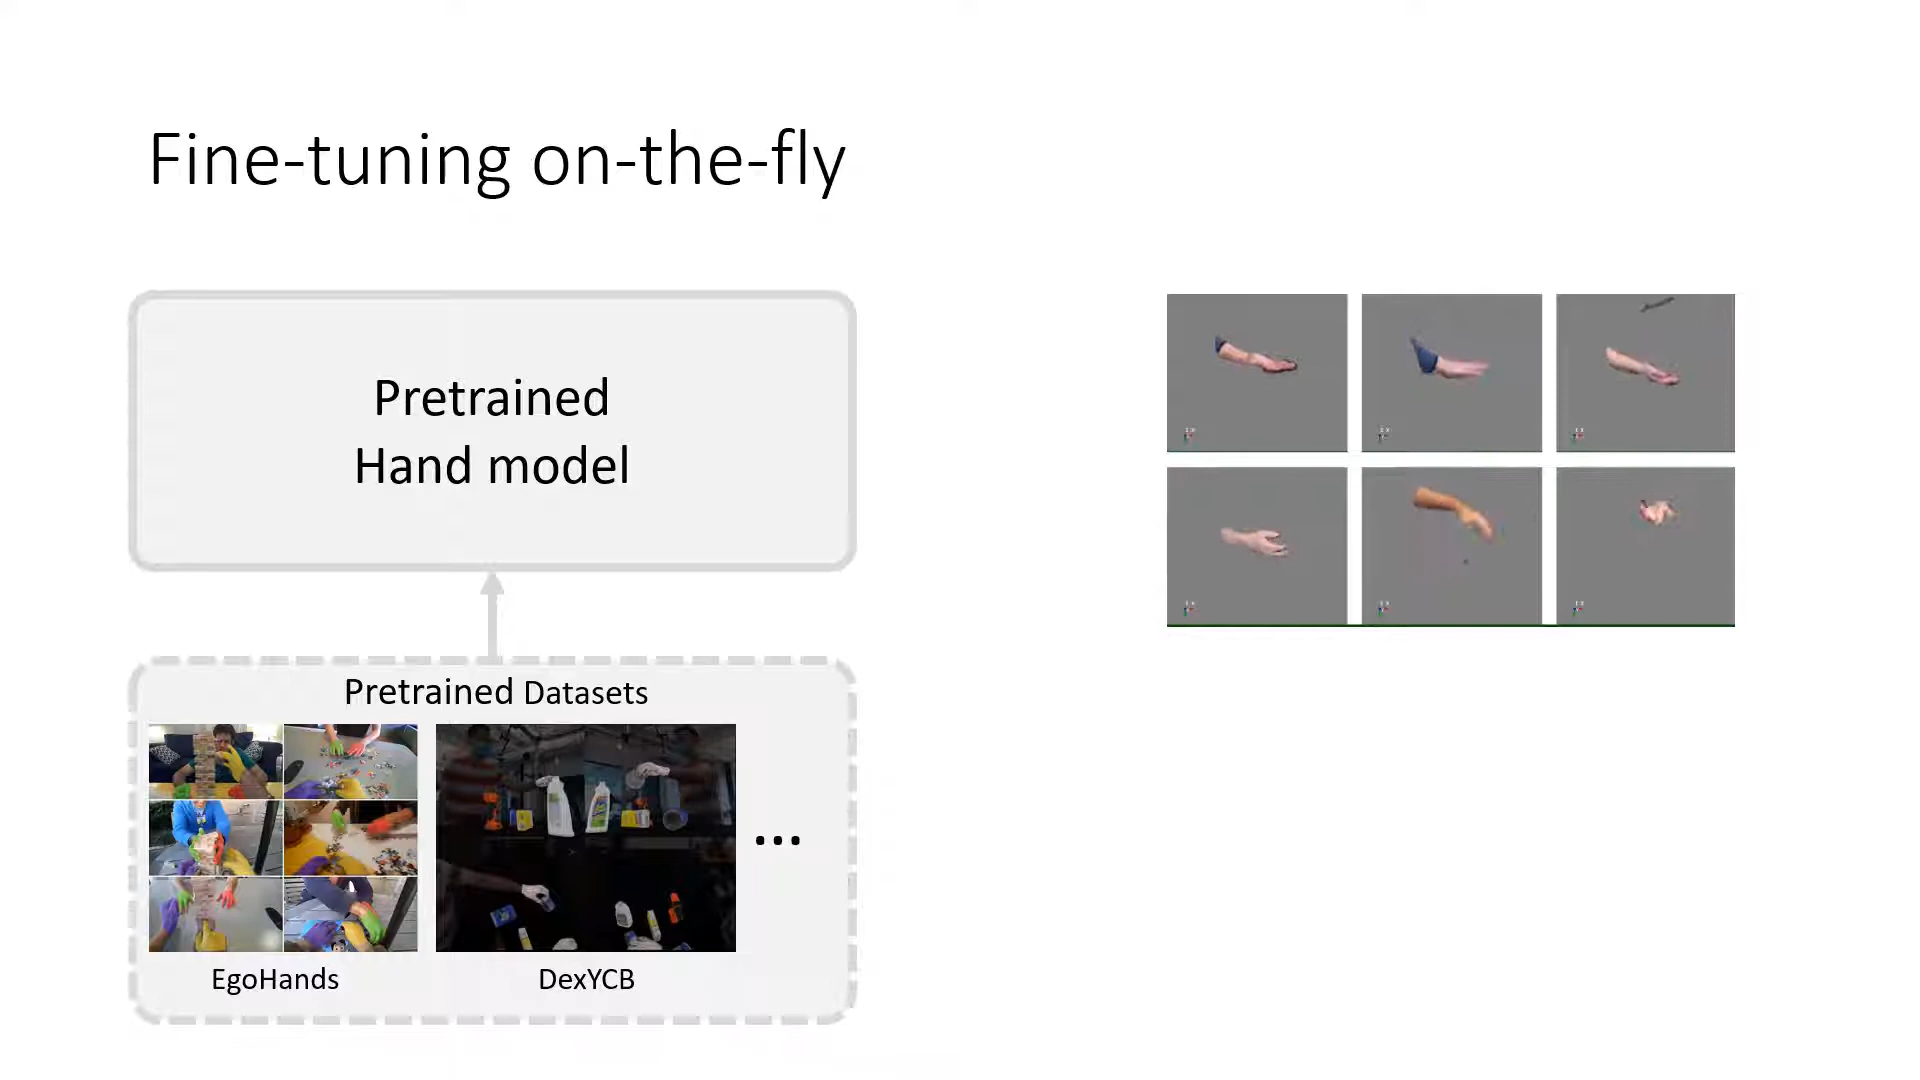 Fine-tuning on-the-fly
Pretrained
Hand model
Pretrained Datasets
...
EgoHands
DexYCB